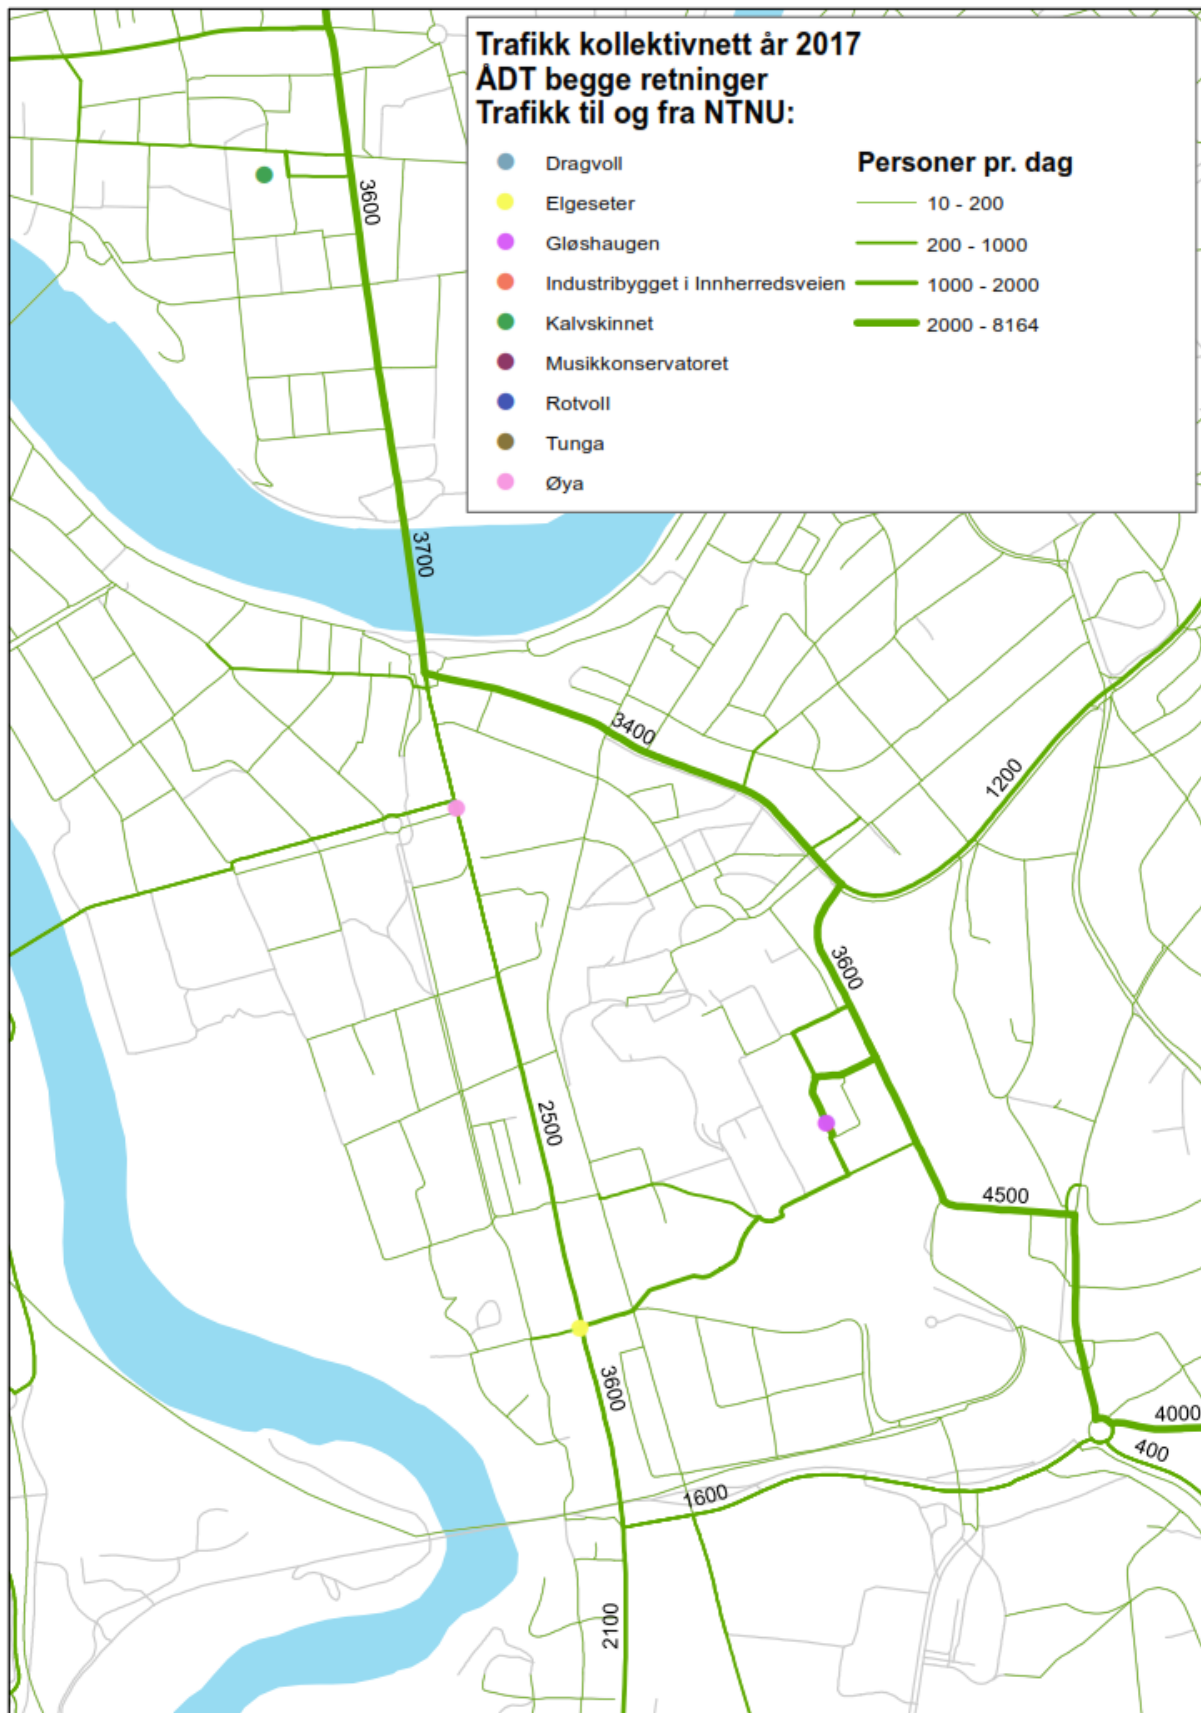 Trafikk kollektivnett år 2017
ÅDT begge retninger
Trafikk til og fra NTNU:
Dragvoll
Elgeseter
Gløshaugen
Industribygget i Innherredsveien
Kalvskinnet
Musikkonservatoret
Rotvoll
Tunga
Øya
Personer pr. dag
10 - 200
200 - 1000
1000 - 2000
2000 - 8164
3600
3700
3400
1200
3600
2500
4500
3600
4000
400
1600
2100